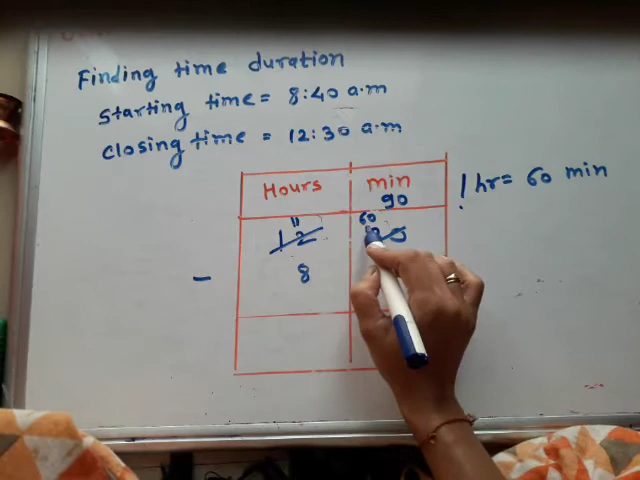 Finding time duration
Starting time = 8:40 a.m
Closing time = 12:30 a.m
Hours min
1 hr = 60 min
90
11 60
12
- 8